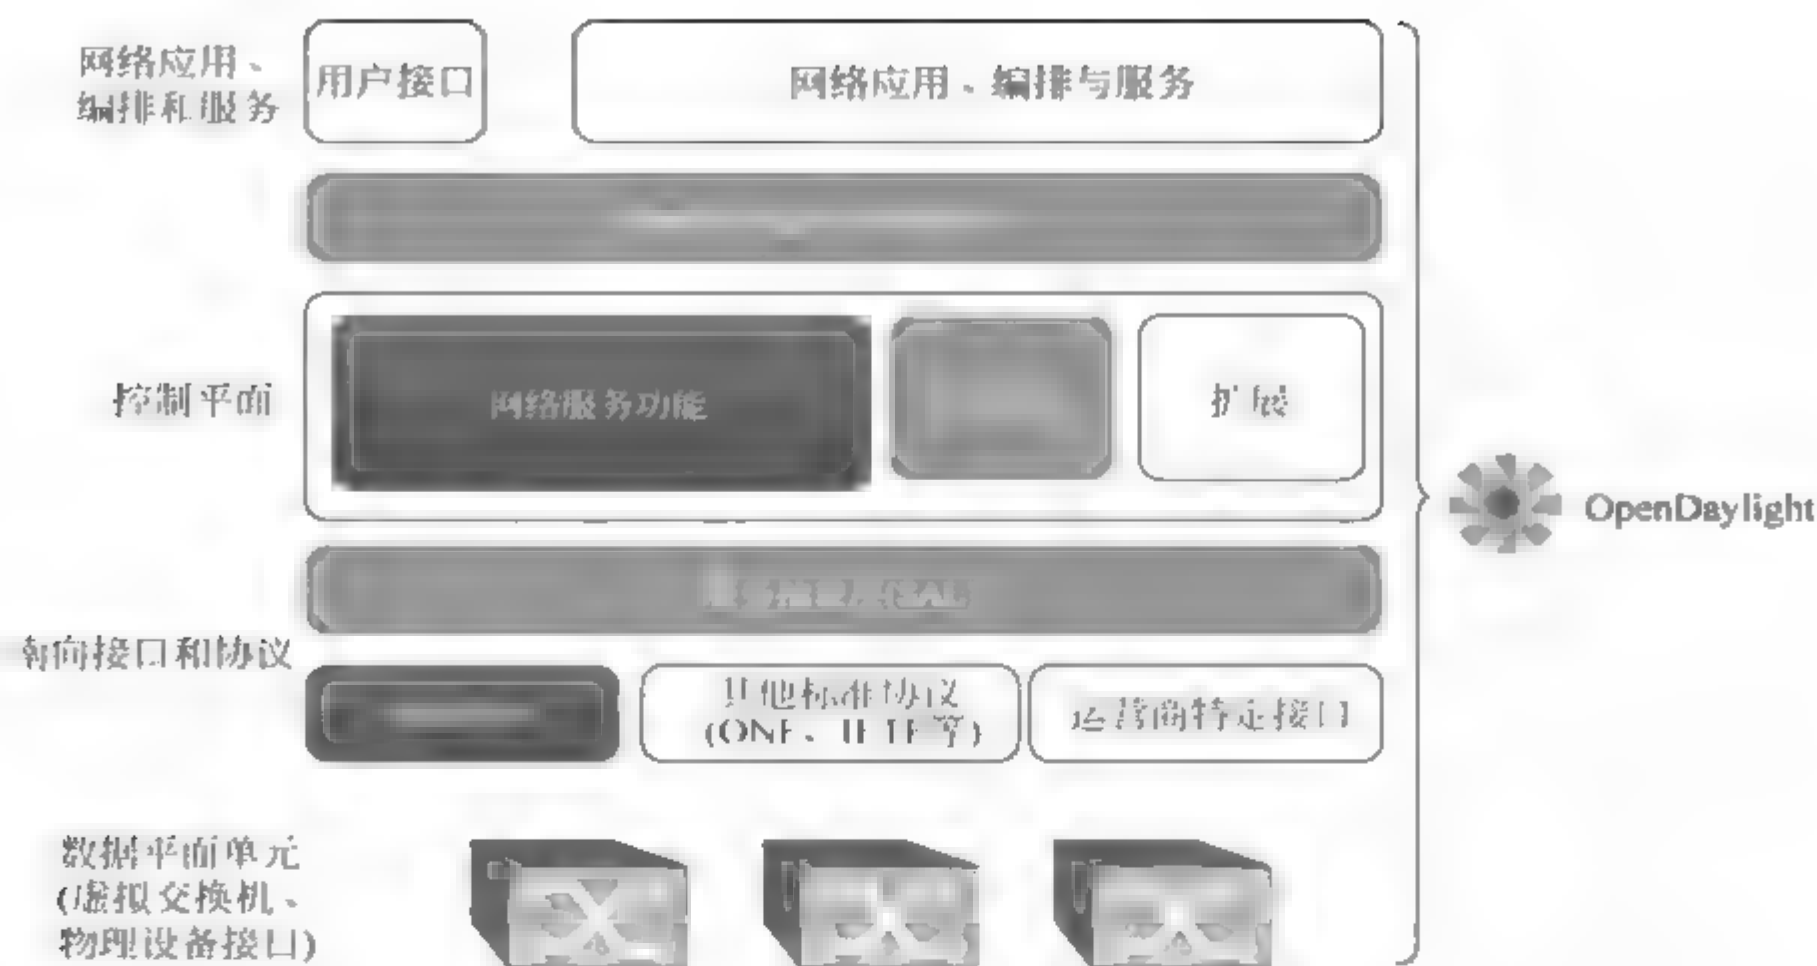 网络应用、
编排和服务
用户接口
网络应用、编排与服务
控制平面
网络服务功能
扩展
OpenDaylight
南向接口和协议
其他标准协议
(ONF、IETF等)
运营商特定接口
数据平面单元
(虚拟交换机、
物理设备接口)